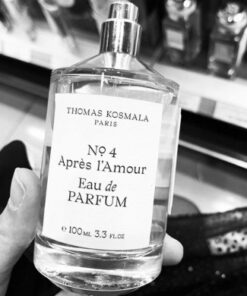 THOMAS KOSMALA
PARIS
Nº 4
Après l'Amour
Eau de
PARFUM
e 100ML 3.3 FL.OZ